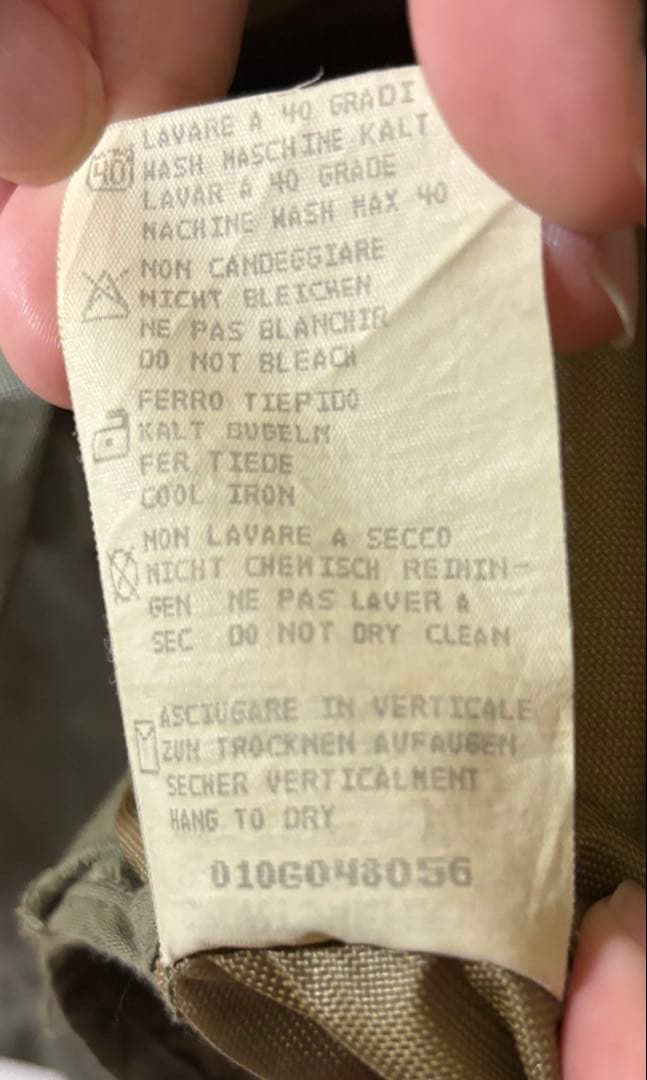 LAVARE A 40 GRADI
40 WASH MASCHINE KALT
LAVAR A 40 GRADE
MACHINE WASH MAX 40
NON CANDEGGIARE
NICHT BLEICHEN
NE PAS BLANCHIR
DO NOT BLEACH
FERRO TIEPIDO
KALT BUGELN
FER TIEDE
COOL IRON
NON LAVARE A SECCO
NICHT CHEMISCH REININ-
GEN NE PAS LAVER A
SEC DO NOT DRY CLEAN
ASCIUGARE IN VERTICALE
ZUM TROCKNEN AUFAUGEN
SECHER VERTICALMENT
HANG TO DRY
010G048056